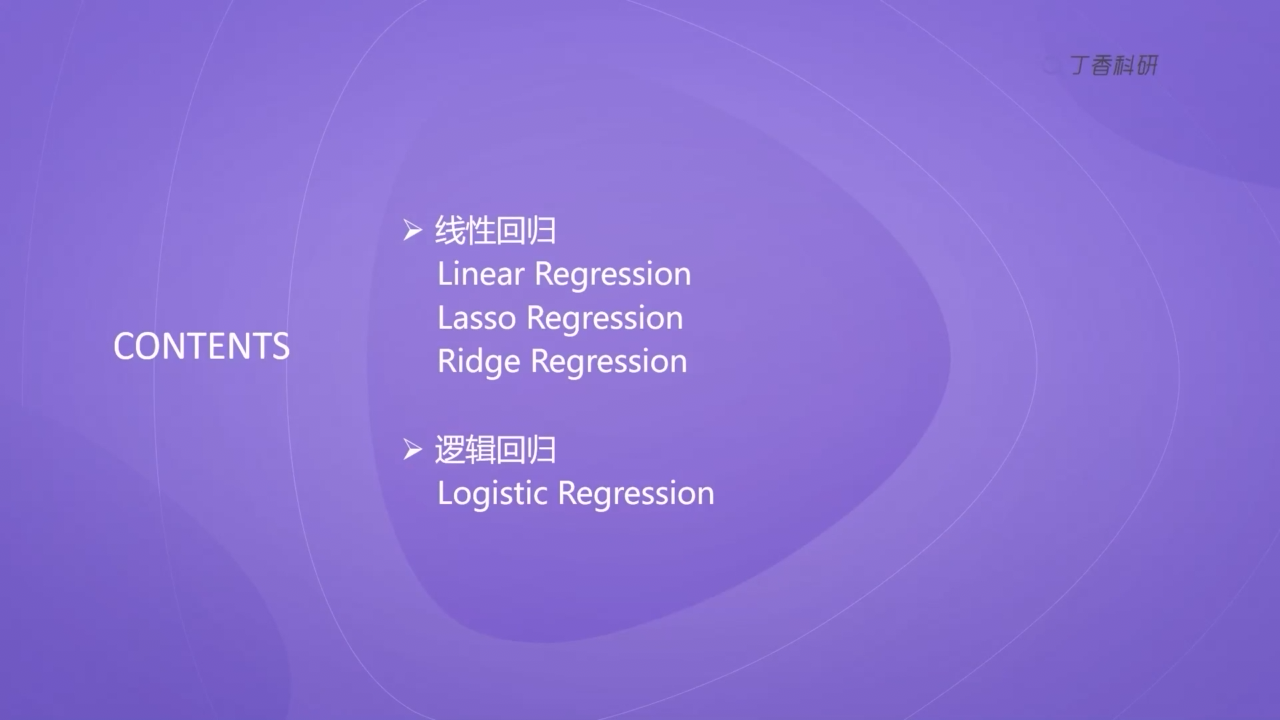 丁香科研
CONTENTS
➢ 线性回归
Linear Regression
Lasso Regression
Ridge Regression
➢ 逻辑回归
Logistic Regression